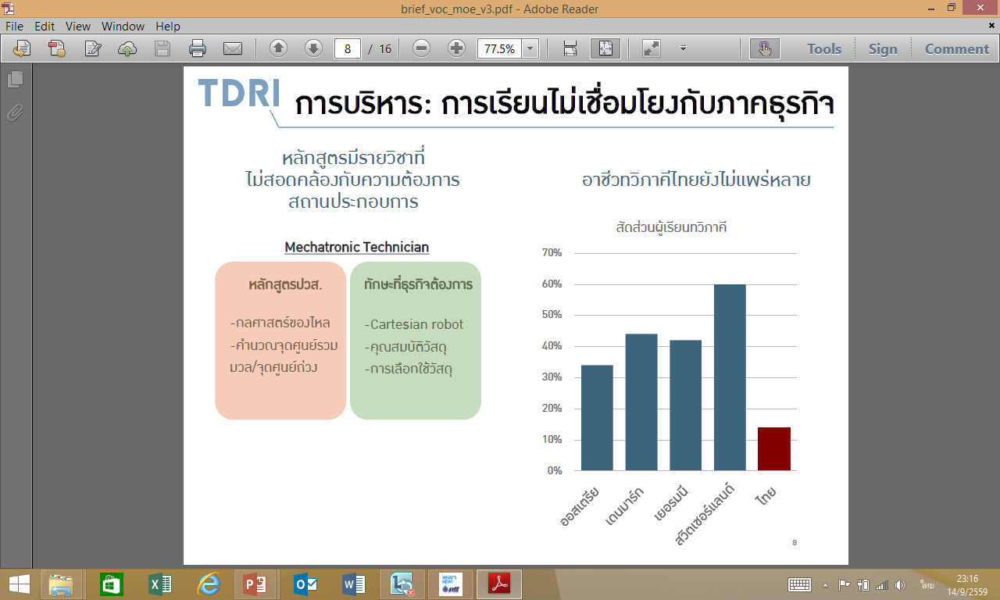 brief_voc_moe_v3.pdf - Adobe Reader
File Edit View Window Help
8 / 16 77.5% Tools Sign Comment
TDRI
การบริหาร: การเรียนไม่เชื่อมโยงกับภาคธุรกิจ
หลักสูตรมีรายวิชาที่
ไม่สอดคล้องกับความต้องการ
สถานประกอบการ
Mechatronic Technician
หลักสูตรปวส.
-กลศาสตร์ของไหล
-คำนวณจุดศูนย์รวม
มวล/จุดศูนย์ถ่วง
ทักษะที่ธุรกิจต้องการ
-Cartesian robot
-คุณสมบัติวัสดุ
-การเลือกใช้วัสดุ
อาชีวทวิภาคีไทยยังไม่แพร่หลาย
สัดส่วนผู้เรียนทวิภาคี
70%
60%
50%
40%
30%
20%
10%
0%
ออสเตรีย
เดนมาร์ก
เยอรมนี
สวิตเซอร์แลนด์
ไทย
8
WHAT'S
NEW!
ptt
ไทย
23:16
14/9/2559